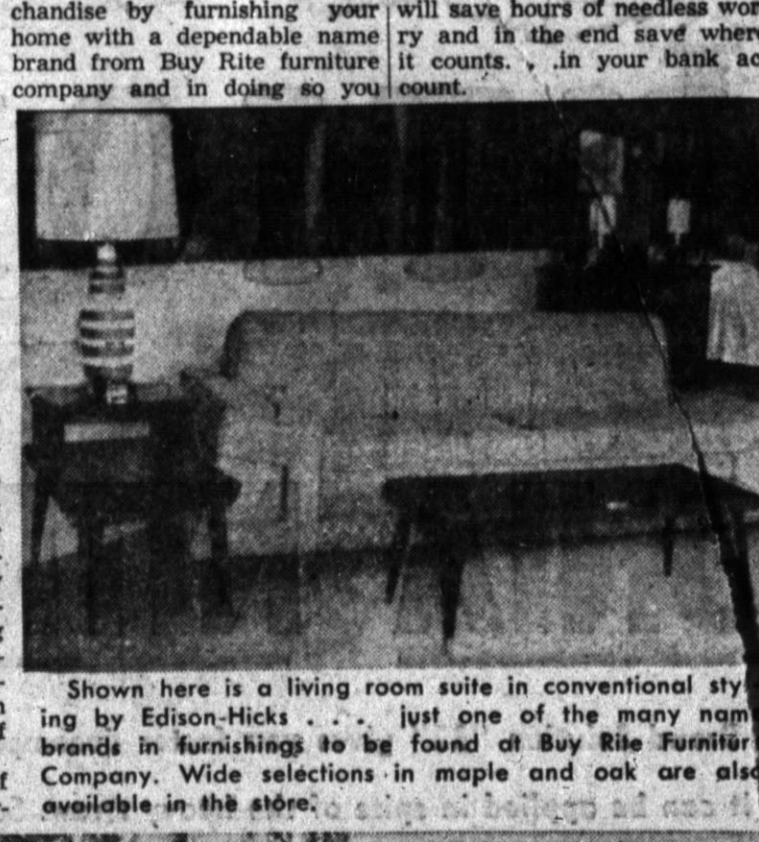 chandise by furnishing your
home with a dependable name
brand from Buy Rite furniture
company and in doing so you
will save hours of needless wor
ry and in the end save wher
it counts. . .in your bank ac
count.
Shown here is a living room suite in conventional sty
ing by Edison-Hicks . . . just one of the many nam
brands in furnishings to be found at Buy Rite Furnitur
Company. Wide selections in maple and oak are also
available in the store.